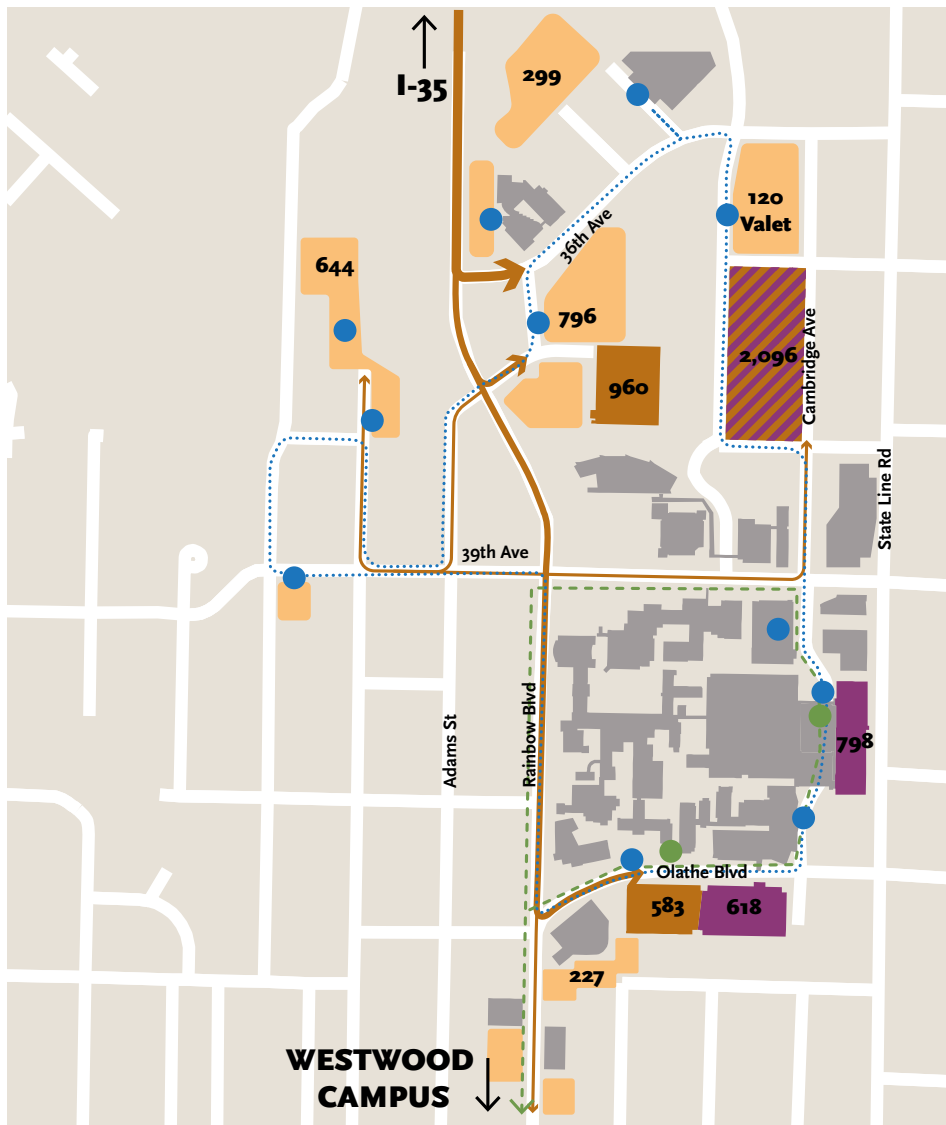 I-35
299
120
Valet
36th Ave
644
796
2,096
Cambridge Ave
960
State Line Rd
39th Ave
Rainbow Blvd
Adams St
798
Olathe Blvd
583
618
227
WESTWOOD
CAMPUS